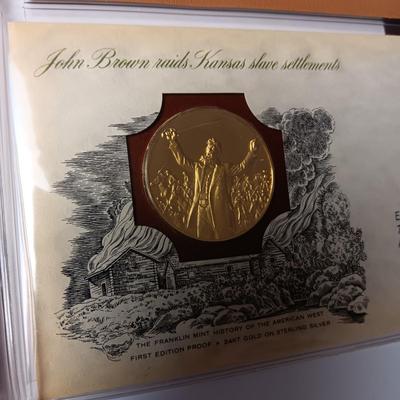 John Brown raids Kansas slave settlements
THE FRANKLIN MINT HISTORY OF THE AMERICAN WEST
FIRST EDITION PROOF • 24KT GOLD ON STERLING SILVER